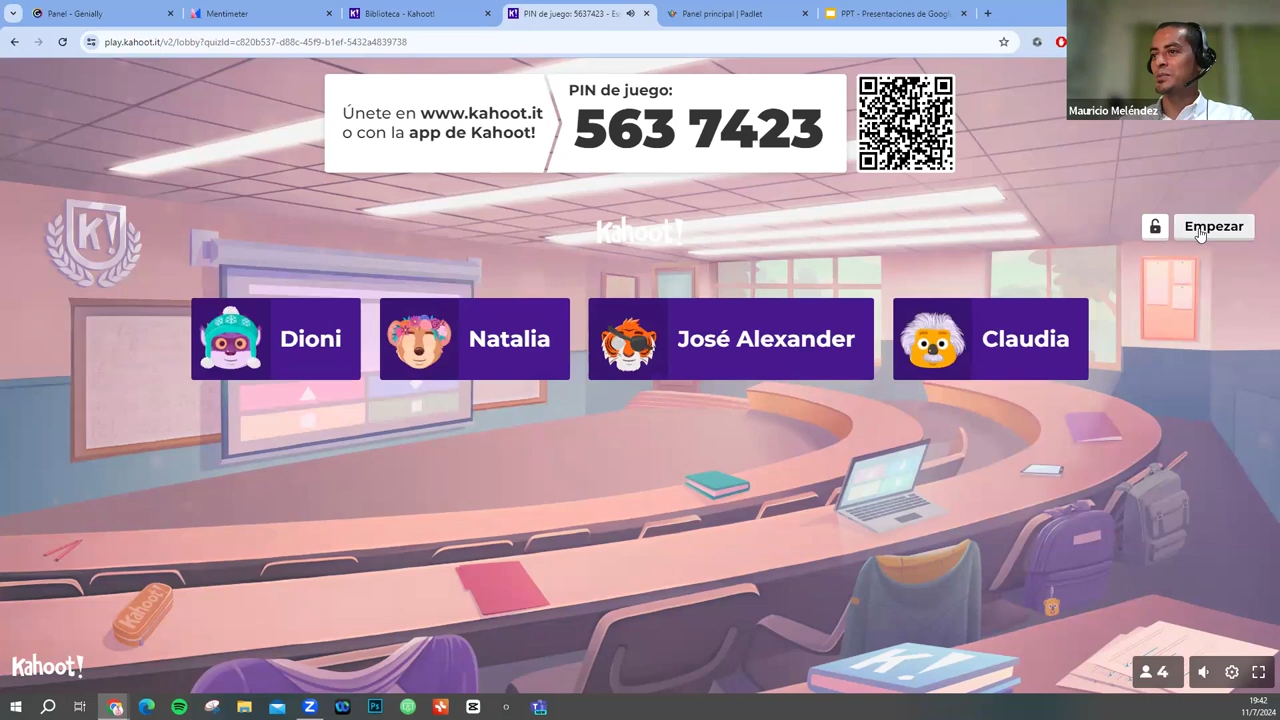 Panel - Genially
Mentimeter
Biblioteca - Kahoot!
PIN de juego: 5637423 - Es
Panel principal | Padlet
PPT - Presentaciones de Googl
play.kahoot.it/v2/lobby?quizId=c820b537-d88c-45f9-b1ef-5432a4839738
Mauricio Meléndez
Únete en www.kahoot.it
o con la app de Kahoot!
PIN de juego:
563 7423
K!
Kahoot!
Empezar
Dioni
Natalia
José Alexander
Claudia
Kahoot!
K!
Kahoot!
4
19:42
11/7/2024